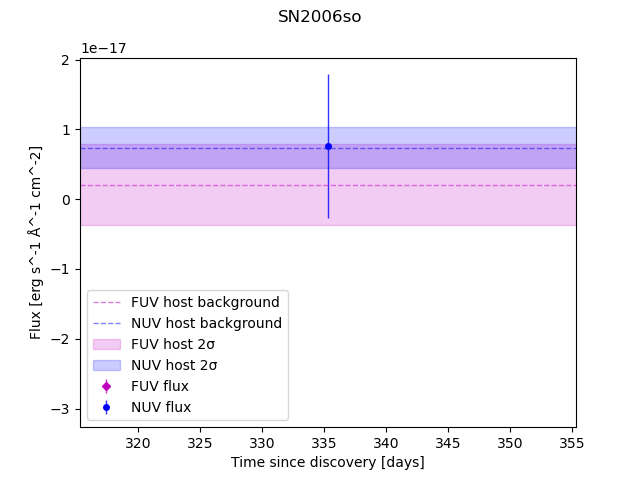 SN2006so
1e−17
2
1
0
−1
−2
−3
Flux [erg s^-1 Å^-1 cm^-2]
FUV host background
NUV host background
FUV host 2σ
NUV host 2σ
FUV flux
NUV flux
320 325 330 335 340 345 350 355
Time since discovery [days]